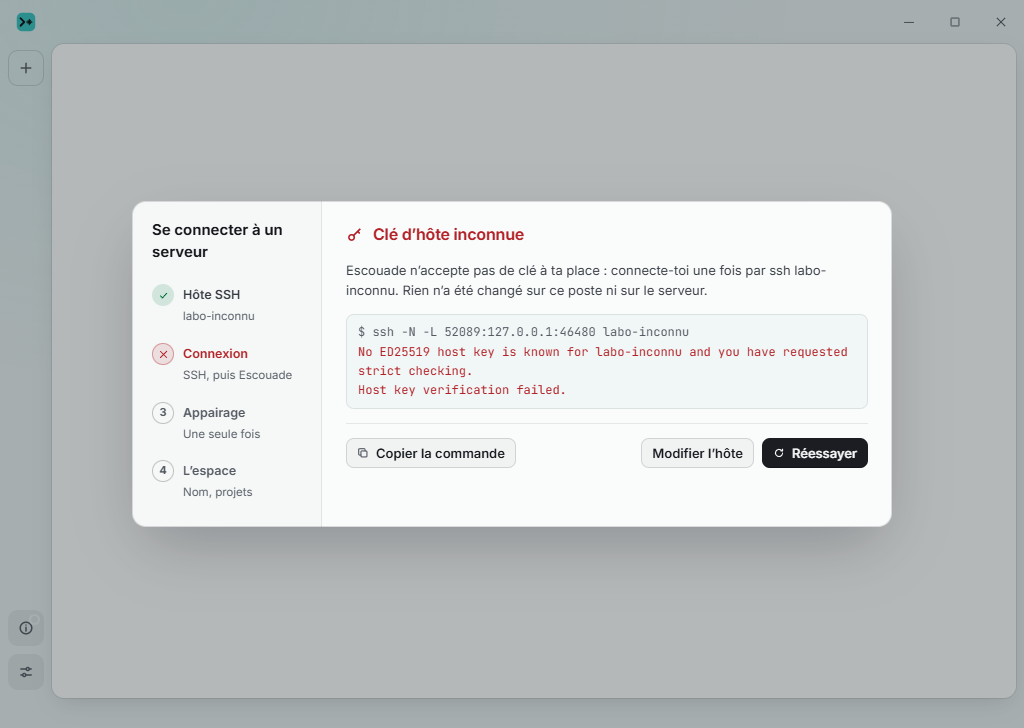 Se connecter à un
serveur
Hôte SSH
labo-inconnu
Connexion
SSH, puis Escouade
3 Appairage
Une seule fois
4 L’espace
Nom, projets
Clé d’hôte inconnue
Escouade n’accepte pas de clé à ta place : connecte-toi une fois par ssh labo-
inconnu. Rien n’a été changé sur ce poste ni sur le serveur.
$ ssh -N -L 52089:127.0.0.1:46480 labo-inconnu
No ED25519 host key is known for labo-inconnu and you have requested
strict checking.
Host key verification failed.
Copier la commande
Modifier l’hôte
Réessayer